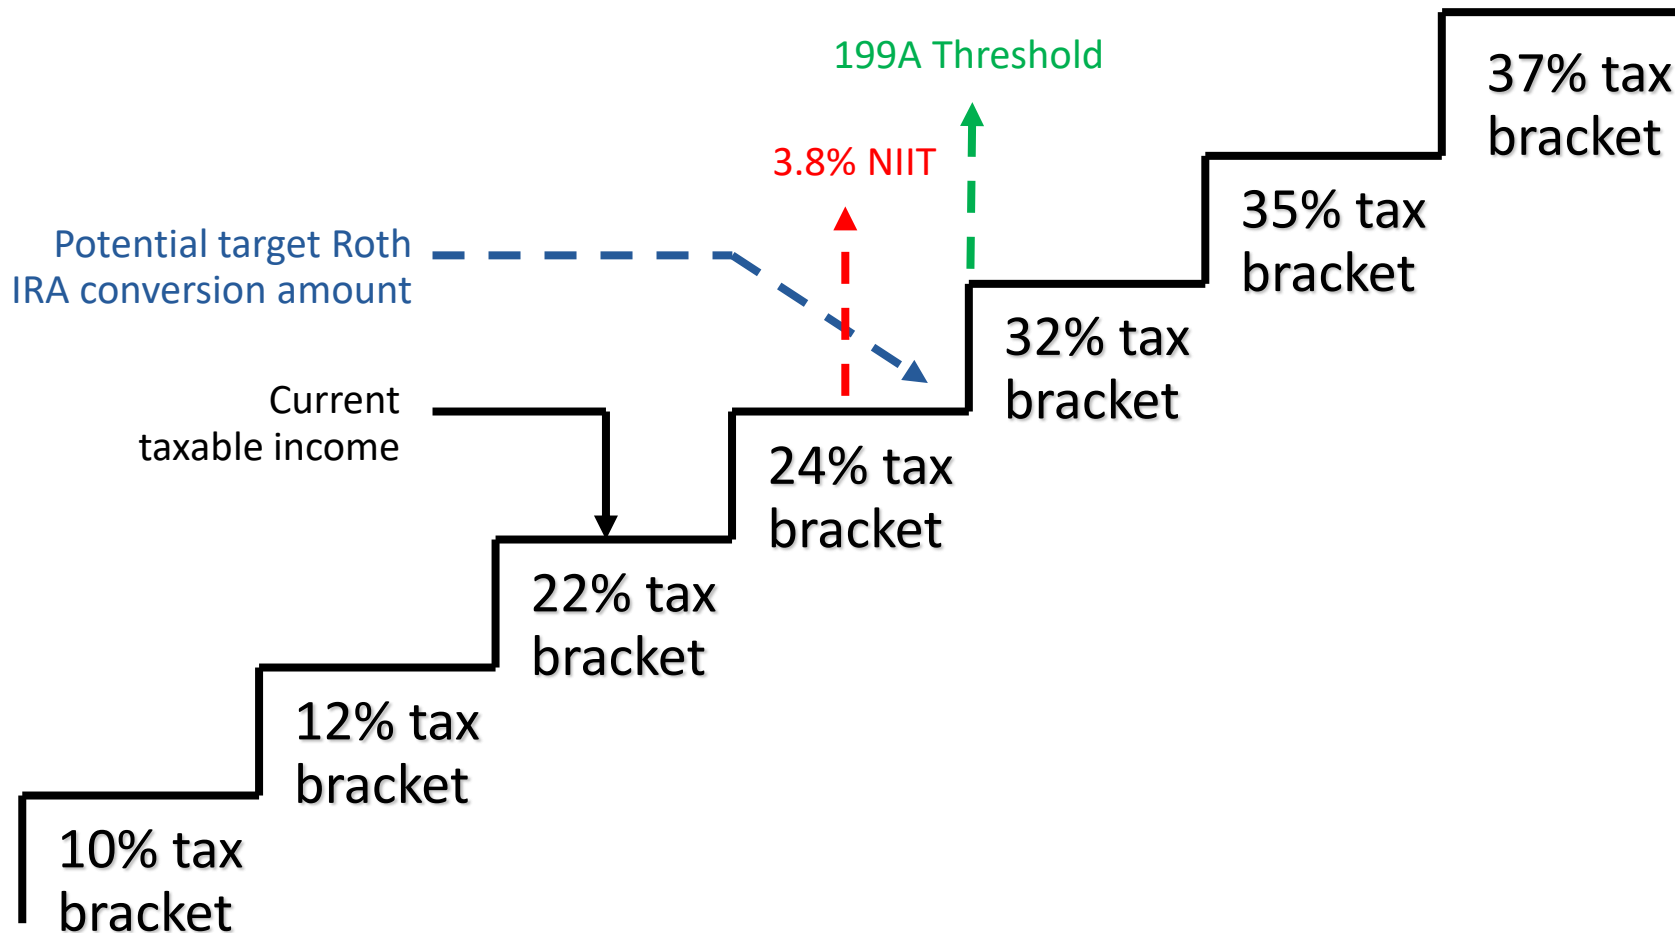 199A Threshold
37% tax
bracket
3.8% NIIT
35% tax
bracket
Potential target Roth
IRA conversion amount
32% tax
bracket
Current
taxable income
24% tax
bracket
22% tax
bracket
12% tax
bracket
10% tax
bracket